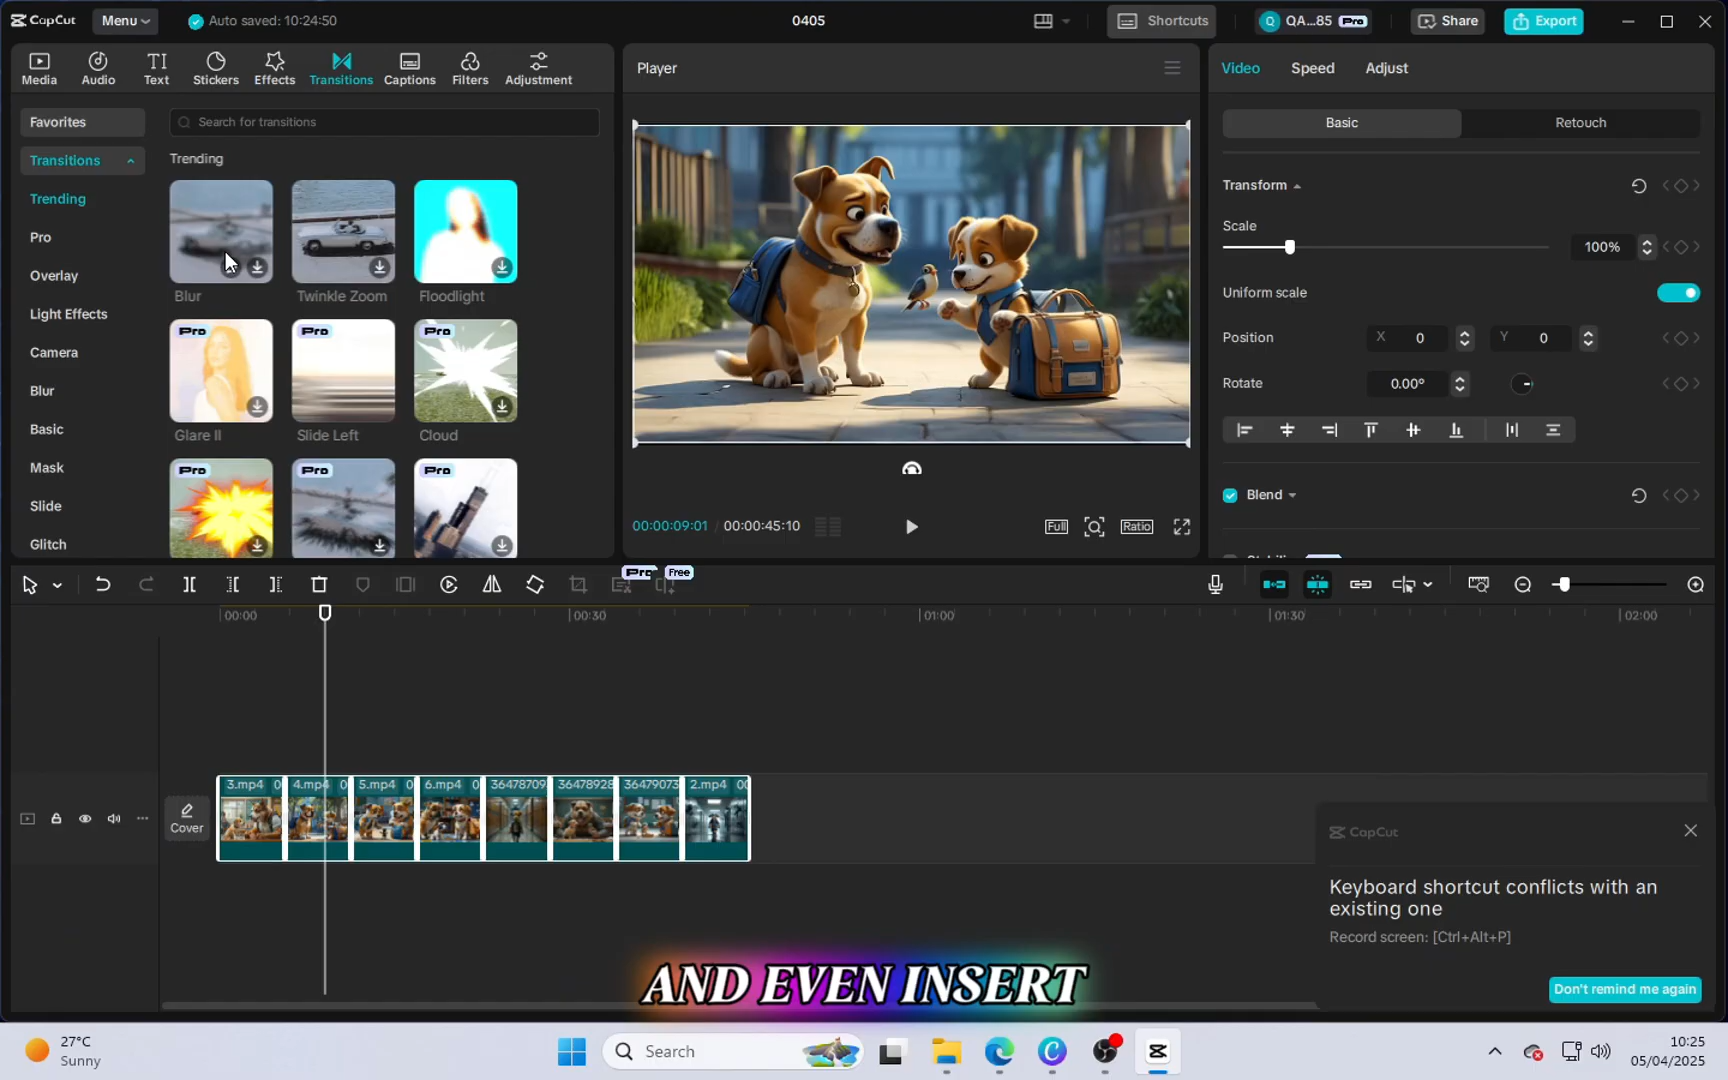 CapCut
Menu
Auto saved: 10:24:50
0405
Shortcuts
Q QA...85 Pro
Share
Export
Media
Audio
Text
Stickers
Effects
Transitions
Captions
Filters
Adjustment
Favorites
Transitions
Trending
Pro
Overlay
Light Effects
Camera
Blur
Basic
Mask
Slide
Glitch
Search for transitions
Trending
Blur
Twinkle Zoom
Floodlight
Pro
Pro
Pro
Glare II
Slide Left
Cloud
Pro
Pro
Pro
Player
00:00:09:01 / 00:00:45:10
Full
Ratio
Video
Speed
Adjust
Basic
Retouch
Transform
Scale
100%
Uniform scale
Position
X 0
Y 0
Rotate
0.00°
Blend
Pro
Free
00:00
00:30
01:00
01:30
02:00
Cover
3.mp4 0
4.mp4 0
5.mp4 0
6.mp4 0
36478709
36478928
36479073
2.mp4 00
CapCut
Keyboard shortcut conflicts with an
existing one
Record screen: [Ctrl+Alt+P]
Don't remind me again
AND EVEN INSERT
27°C
Sunny
Search
10:25
05/04/2025